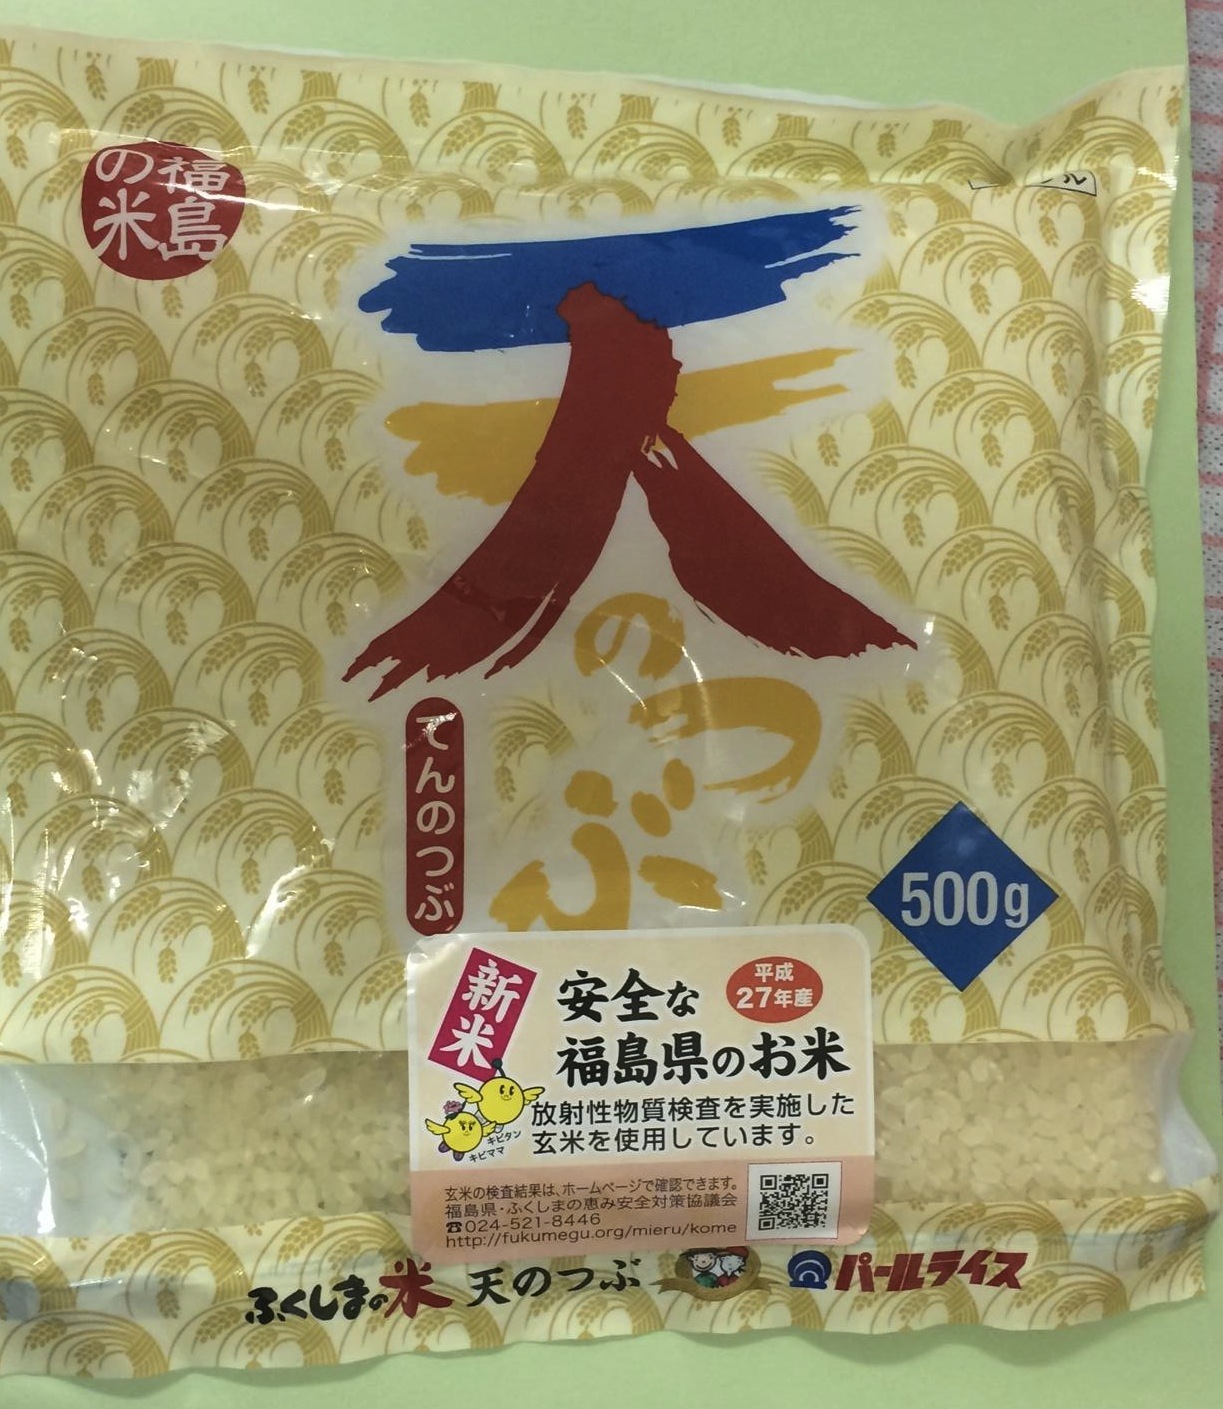 福島
の米
天のつぶ
てんのつぶ
500g
新米
安全な
平成
27年産
福島県のお米
放射性物質検査を実施した
玄米を使用しています。
キビタン
キビママ
玄米の検査結果は、ホームページで確認できます。
福島県・ふくしまの恵み安全対策協議会
☎024-521-8446
http://fukumegu.org/mieru/kome
ふくしまの米 天のつぶ
パールライス